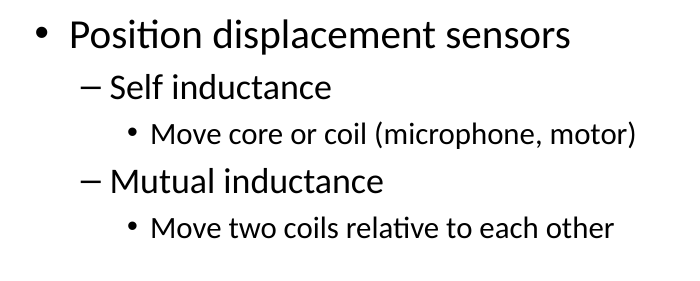 • Position displacement sensors
– Self inductance
• Move core or coil (microphone, motor)
– Mutual inductance
• Move two coils relative to each other